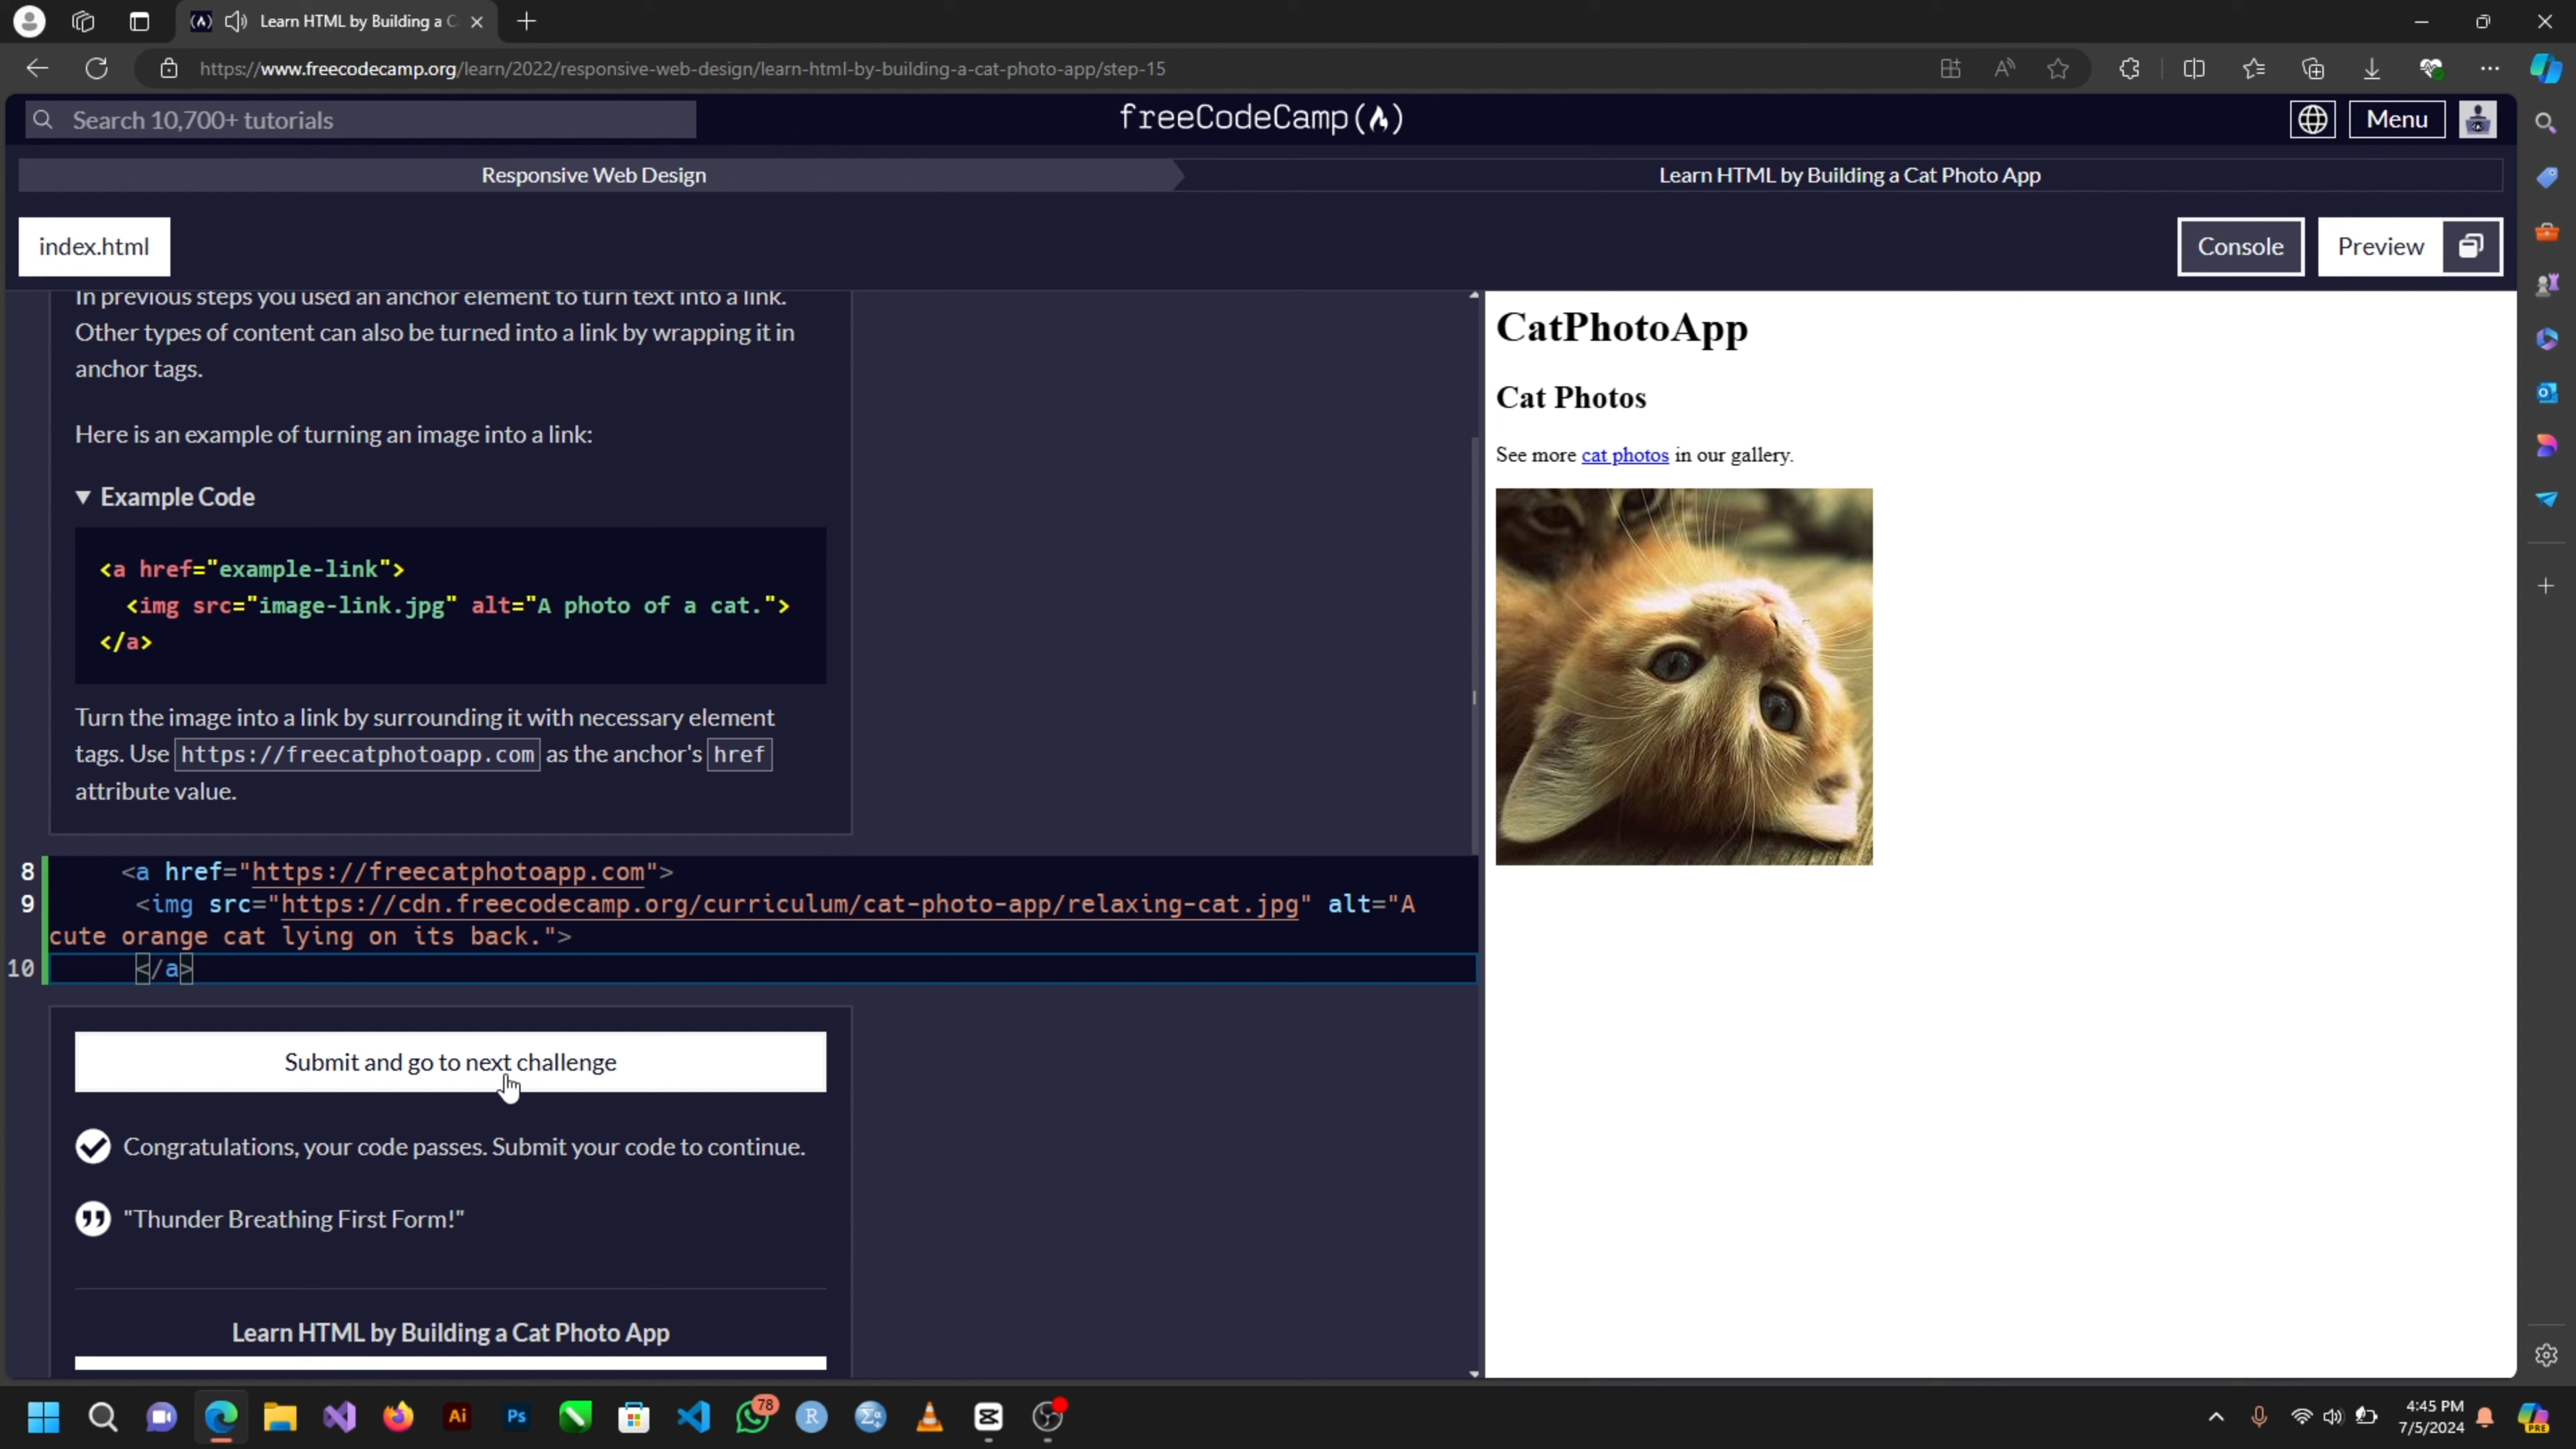 Learn HTML by Building a C
https://www.freecodecamp.org/learn/2022/responsive-web-design/learn-html-by-building-a-cat-photo-app/step-15
Search 10,700+ tutorials
freeCodeCamp(
)
Menu
Responsive Web Design
Learn HTML by Building a Cat Photo App
index.html
Console
Preview
In previous steps you used an anchor element to turn text into a link.
Other types of content can also be turned into a link by wrapping it in
anchor tags.
Here is an example of turning an image into a link:
Example Code
<a href="example-link">
<img src="image-link.jpg" alt="A photo of a cat.">
</a>
Turn the image into a link by surrounding it with necessary element
tags. Use https://freecatphotoapp.com as the anchor's href
attribute value.
8 <a href="https://freecatphotoapp.com">
9 <img src="https://cdn.freecodecamp.org/curriculum/cat-photo-app/relaxing-cat.jpg" alt="A
cute orange cat lying on its back.">
10 </a>
Submit and go to next challenge
Congratulations, your code passes. Submit your code to continue.
"Thunder Breathing First Form!"
Learn HTML by Building a Cat Photo App
CatPhotoApp
Cat Photos
See more cat photos in our gallery.
Ai
Ps
78
R
4:45 PM
7/5/2024
PRE